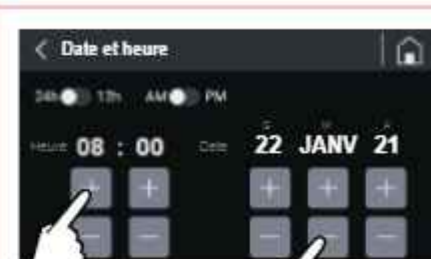 Date et heure
24h 12h AM PM
J M A
Heure 08 : 00 Date 22 JANV 21